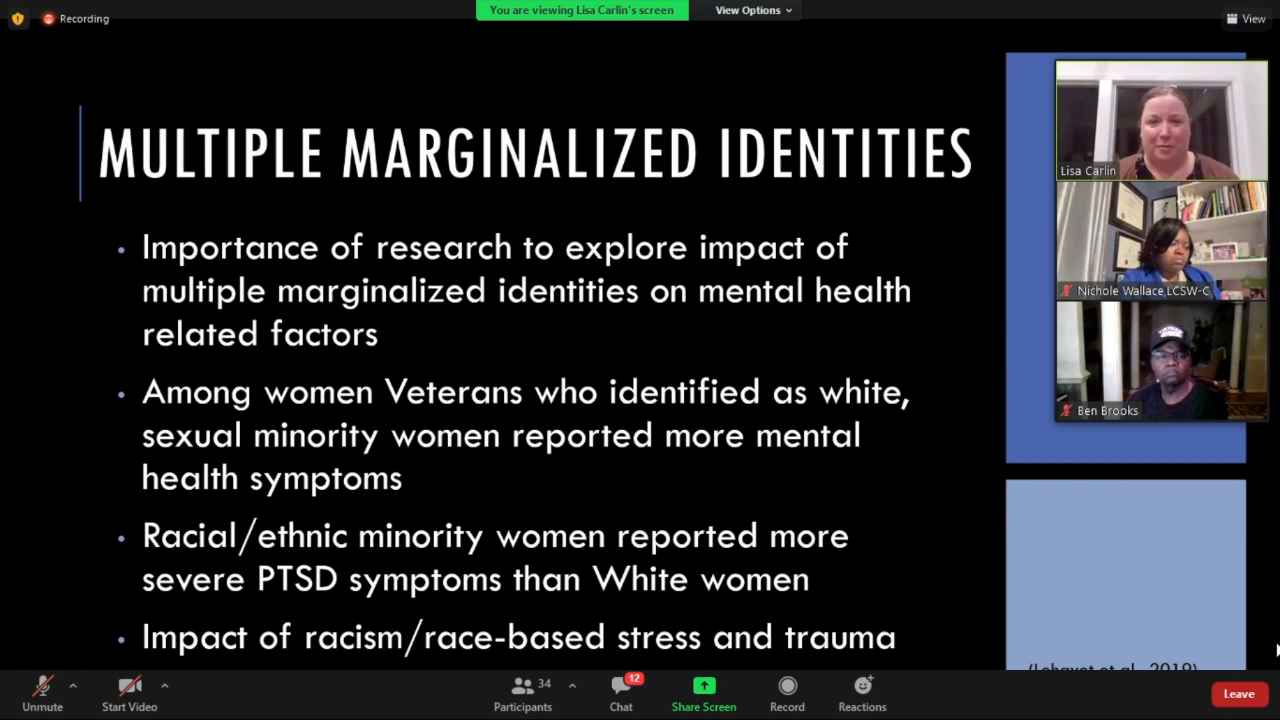 Recording
You are viewing Lisa Carlin's screen
View Options
View
MULTIPLE MARGINALIZED IDENTITIES
• Importance of research to explore impact of
multiple marginalized identities on mental health
related factors
• Among women Veterans who identified as white,
sexual minority women reported more mental
health symptoms
• Racial/ethnic minority women reported more
severe PTSD symptoms than White women
• Impact of racism/race-based stress and trauma
Lisa Carlin
Nichole Wallace,LCSW-C
Ben Brooks
et al., 2019)
Unmute
Start Video
34
Participants
12
Chat
Share Screen
Record
Reactions
Leave